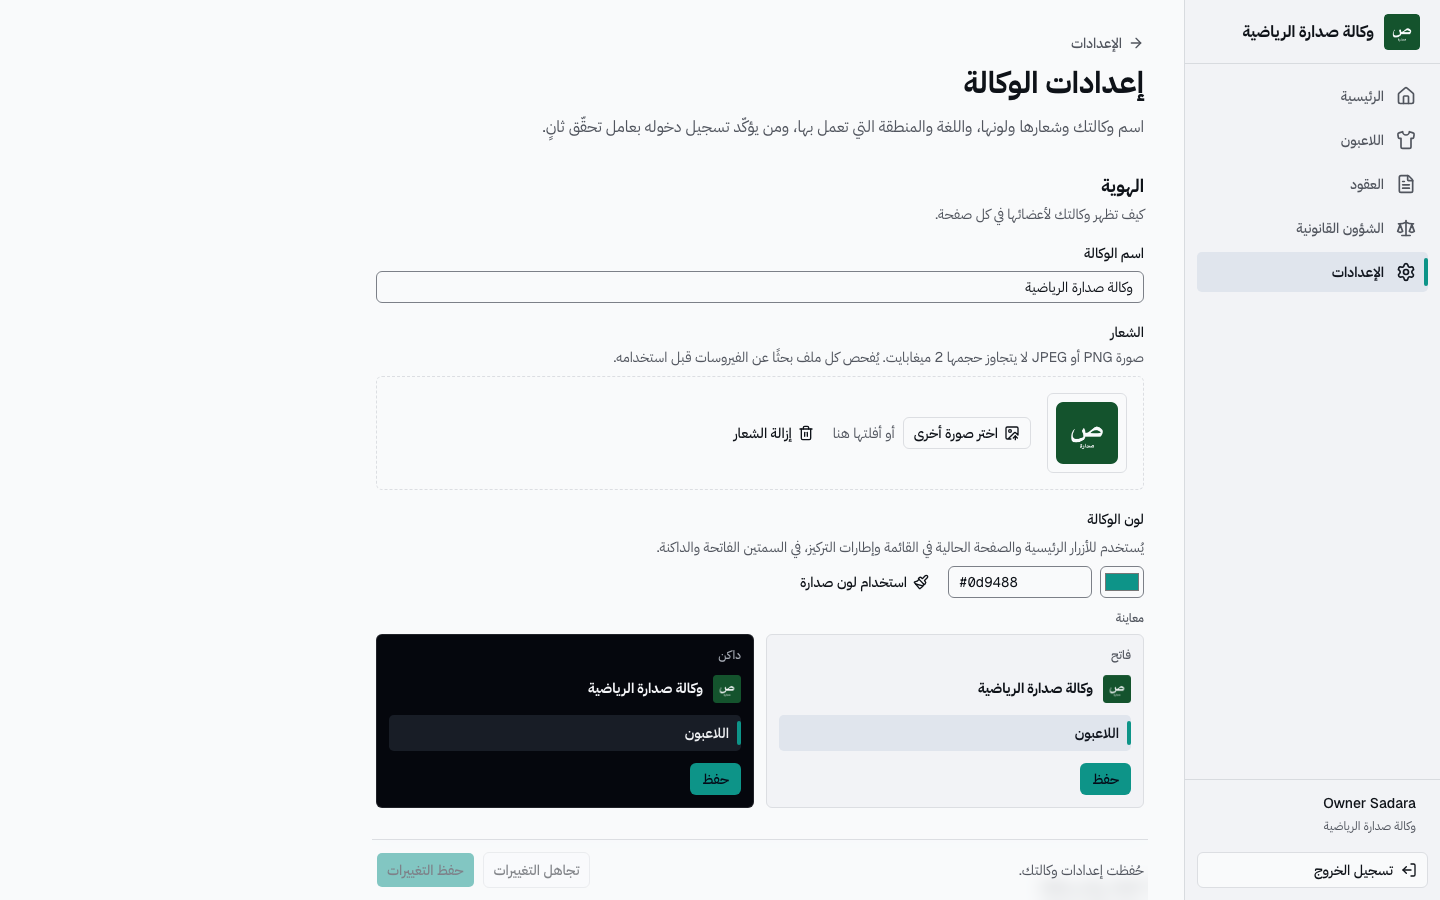 وكالة صدارة الرياضية
الرئيسية
اللاعبون
العقود
الشؤون القانونية
الإعدادات
Owner Sadara
وكالة صدارة الرياضية
تسجيل الخروج
الإعدادات
إعدادات الوكالة
اسم وكالتك وشعارها ولونها، واللغة والمنطقة التي تعمل بها، ومن يؤكّد تسجيل دخوله بعامل تحقّق ثانٍ.
الهوية
كيف تظهر وكالتك لأعضائها في كل صفحة.
اسم الوكالة
وكالة صدارة الرياضية
الشعار
صورة PNG أو JPEG لا يتجاوز حجمها 2 ميغابايت. يُفحص كل ملف بحثًا عن الفيروسات قبل استخدامه.
ص
صدارة
اختر صورة أخرى
أو أفلتها هنا
إزالة الشعار
لون الوكالة
يُستخدم للأزرار الرئيسية والصفحة الحالية في القائمة وإطارات التركيز، في السمتين الفاتحة والداكنة.
#0d9488
استخدام لون صدارة
معاينة
فاتح
وكالة صدارة الرياضية
اللاعبون
حفظ
داكن
وكالة صدارة الرياضية
اللاعبون
حفظ
حُفظت إعدادات وكالتك.
تجاهل التغييرات
حفظ التغييرات